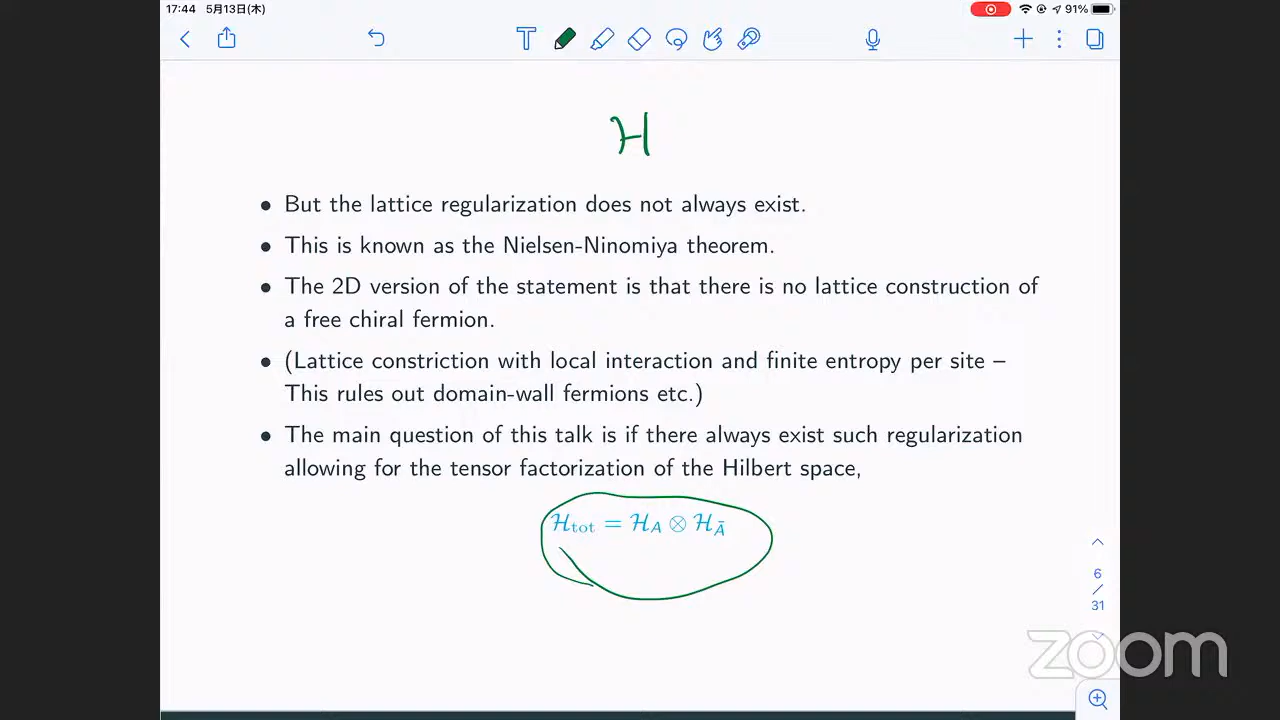 17:44 5月13日(木)
91%
T
H
• But the lattice regularization does not always exist.
• This is known as the Nielsen-Ninomiya theorem.
• The 2D version of the statement is that there is no lattice construction of
a free chiral fermion.
• (Lattice constriction with local interaction and finite entropy per site –
This rules out domain-wall fermions etc.)
• The main question of this talk is if there always exist such regularization
allowing for the tensor factorization of the Hilbert space,
ℋtot = ℋA ⊗ ℋĀ
6
/
31
zoom